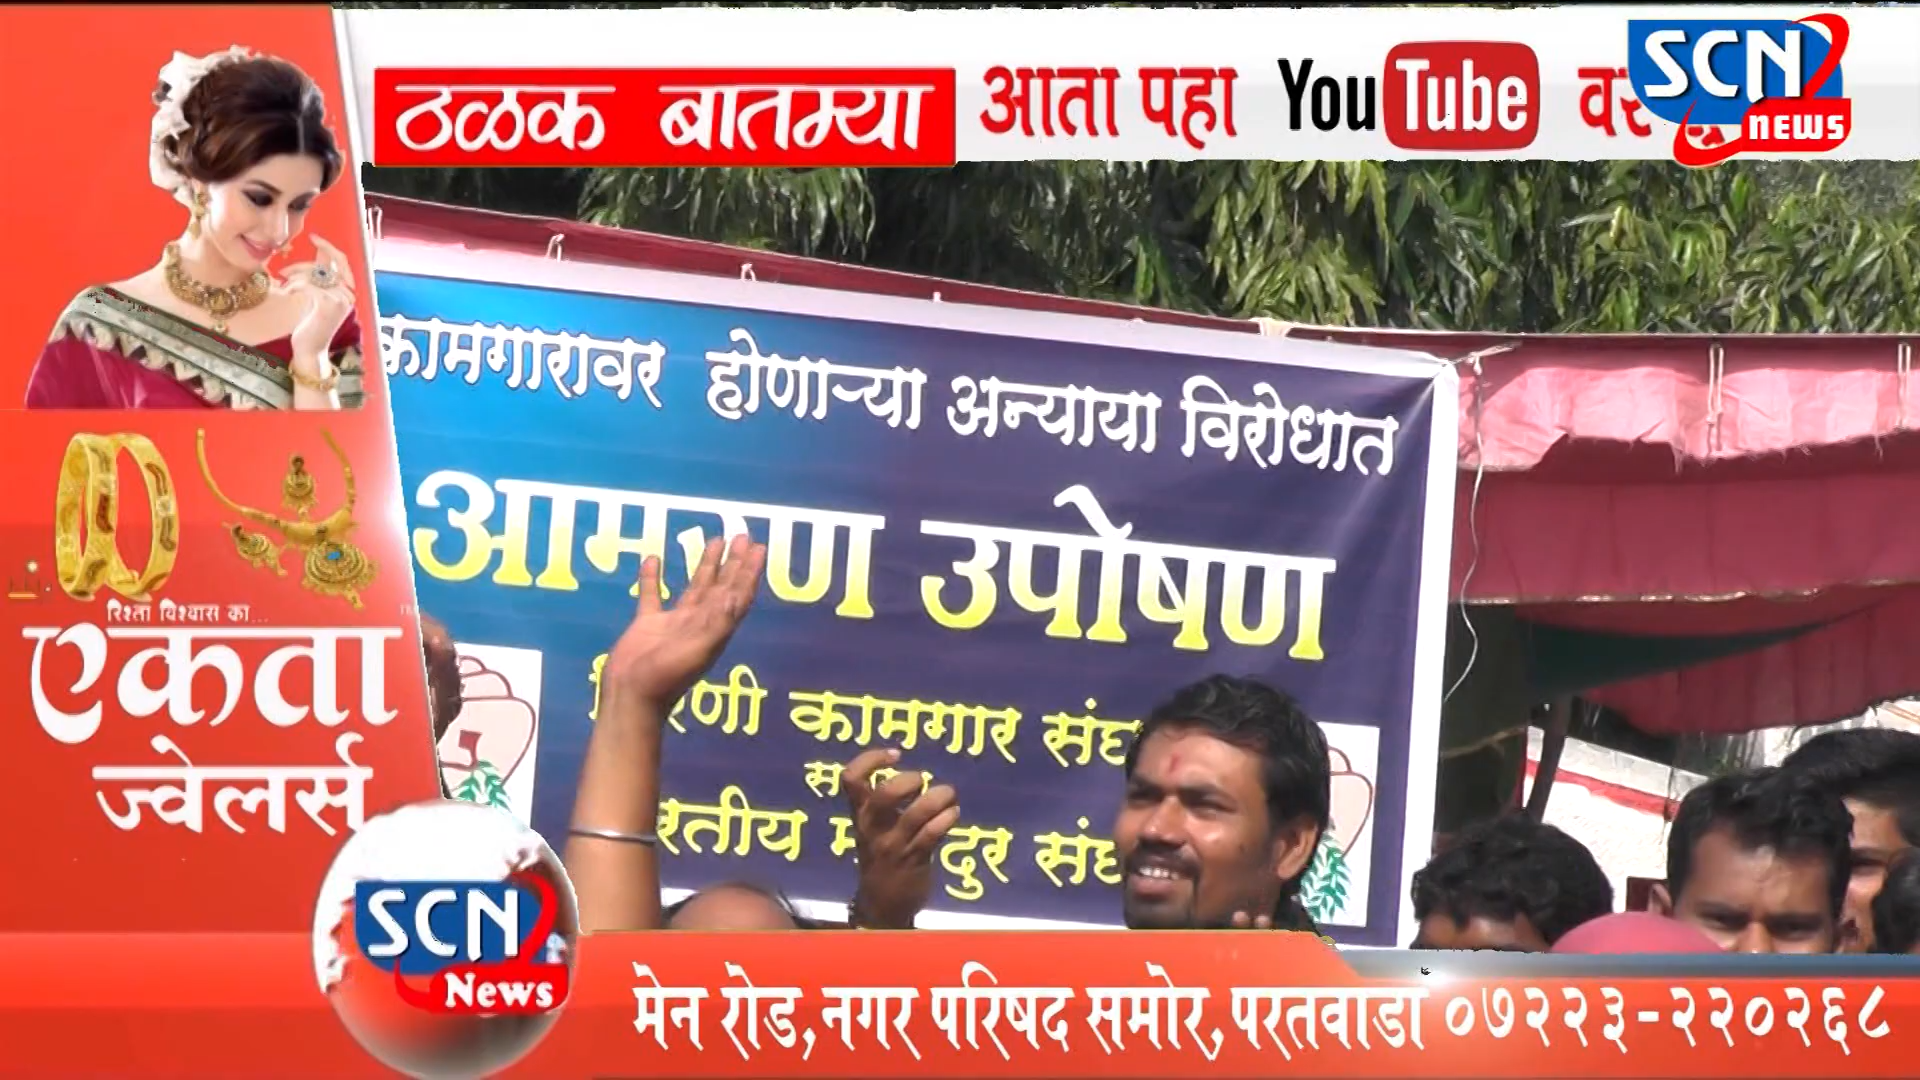 ठळक बातम्या आता पहा YouTube वर
SCN NEWS
कामगारावर होणाऱ्या अन्याया विरोधात
आमरण उपोषण
कामगार संघ
संघ
रिश्ता विश्वास का...
एकता
ज्वेलर्स
SCN
News
मेन रोड,नगर परिषद समोर,परतवाडा ०७२२३-२२०२६८